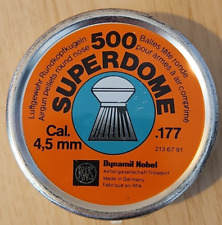 Luftgewehr Rundkopfkugeln
Airgun pellets round nose
500
Balles tête ronde
pour armes à air comprimé
SUPERDOME
Cal.
4,5 mm
.177
213 67 91
RWS
Dynamit Nobel
Aktiengesellschaft Troisdorf
Made in Germany
Fabriqué en RFA